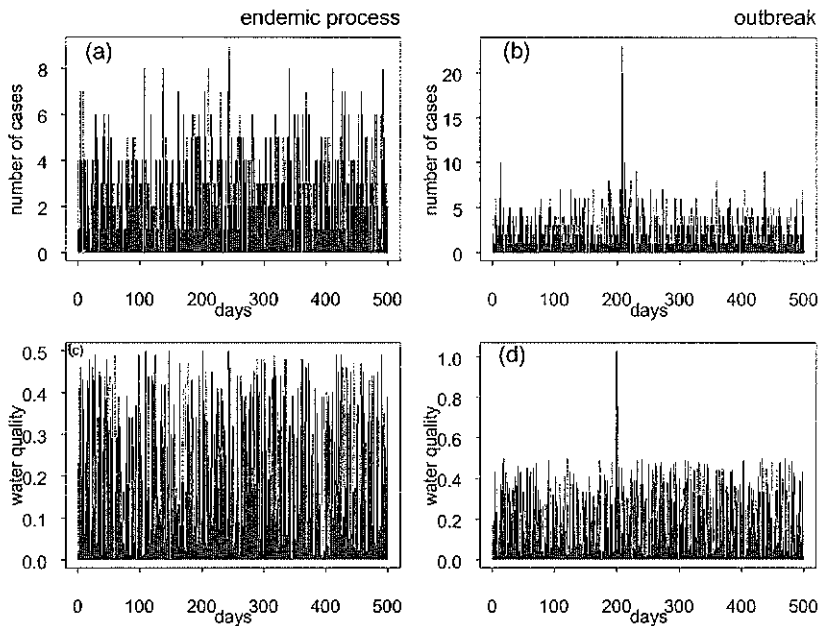 endemic process
outbreak
(a)
number of cases
8
6
4
2
0
0 100 200 300 400 500
days
(b)
number of cases
20
15
10
5
0
0 100 200 300 400 500
days
(c)
water quality
0.5
0.4
0.3
0.2
0.1
0.0
0 100 200 300 400 500
days
(d)
water quality
1.0
0.8
0.6
0.4
0.2
0.0
0 100 200 300 400 500
days